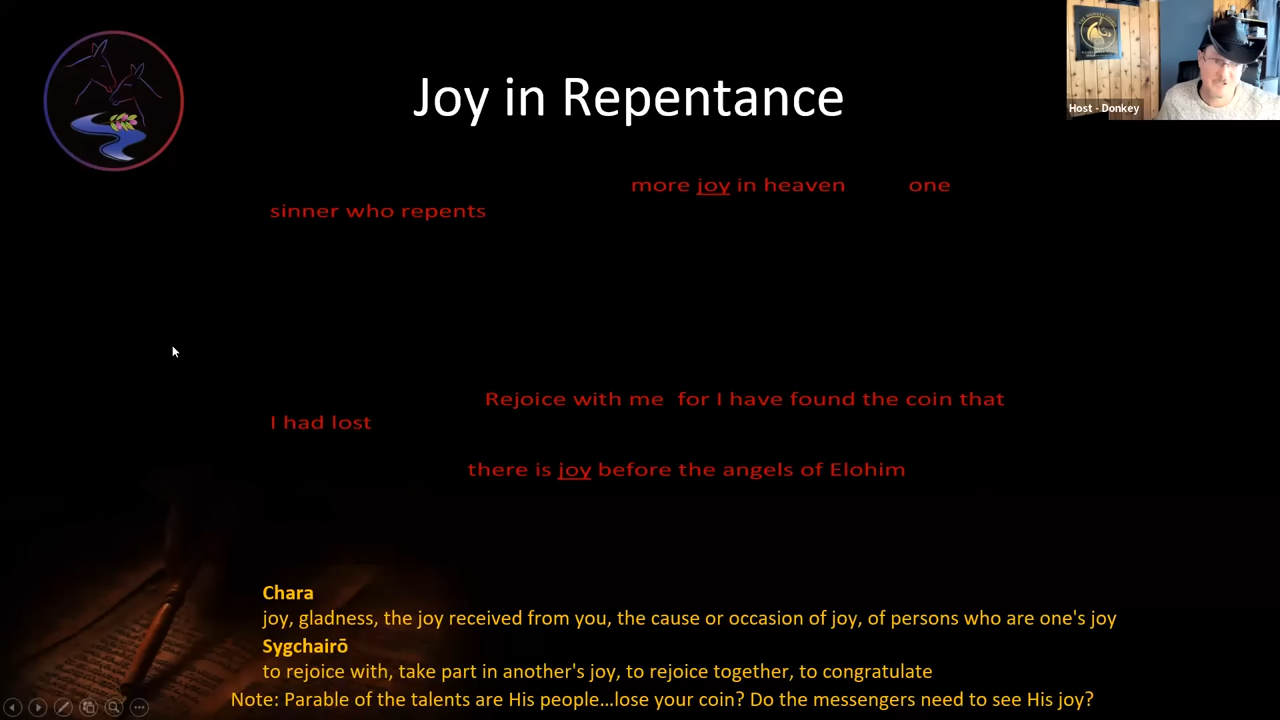 Joy in Repentance
Host - Donkey
more joy in heaven one
sinner who repents
Rejoice with me for I have found the coin that
I had lost
there is joy before the angels of Elohim
Chara
joy, gladness, the joy received from you, the cause or occasion of joy, of persons who are one's joy
Sygchairō
to rejoice with, take part in another's joy, to rejoice together, to congratulate
Note: Parable of the talents are His people...lose your coin? Do the messengers need to see His joy?